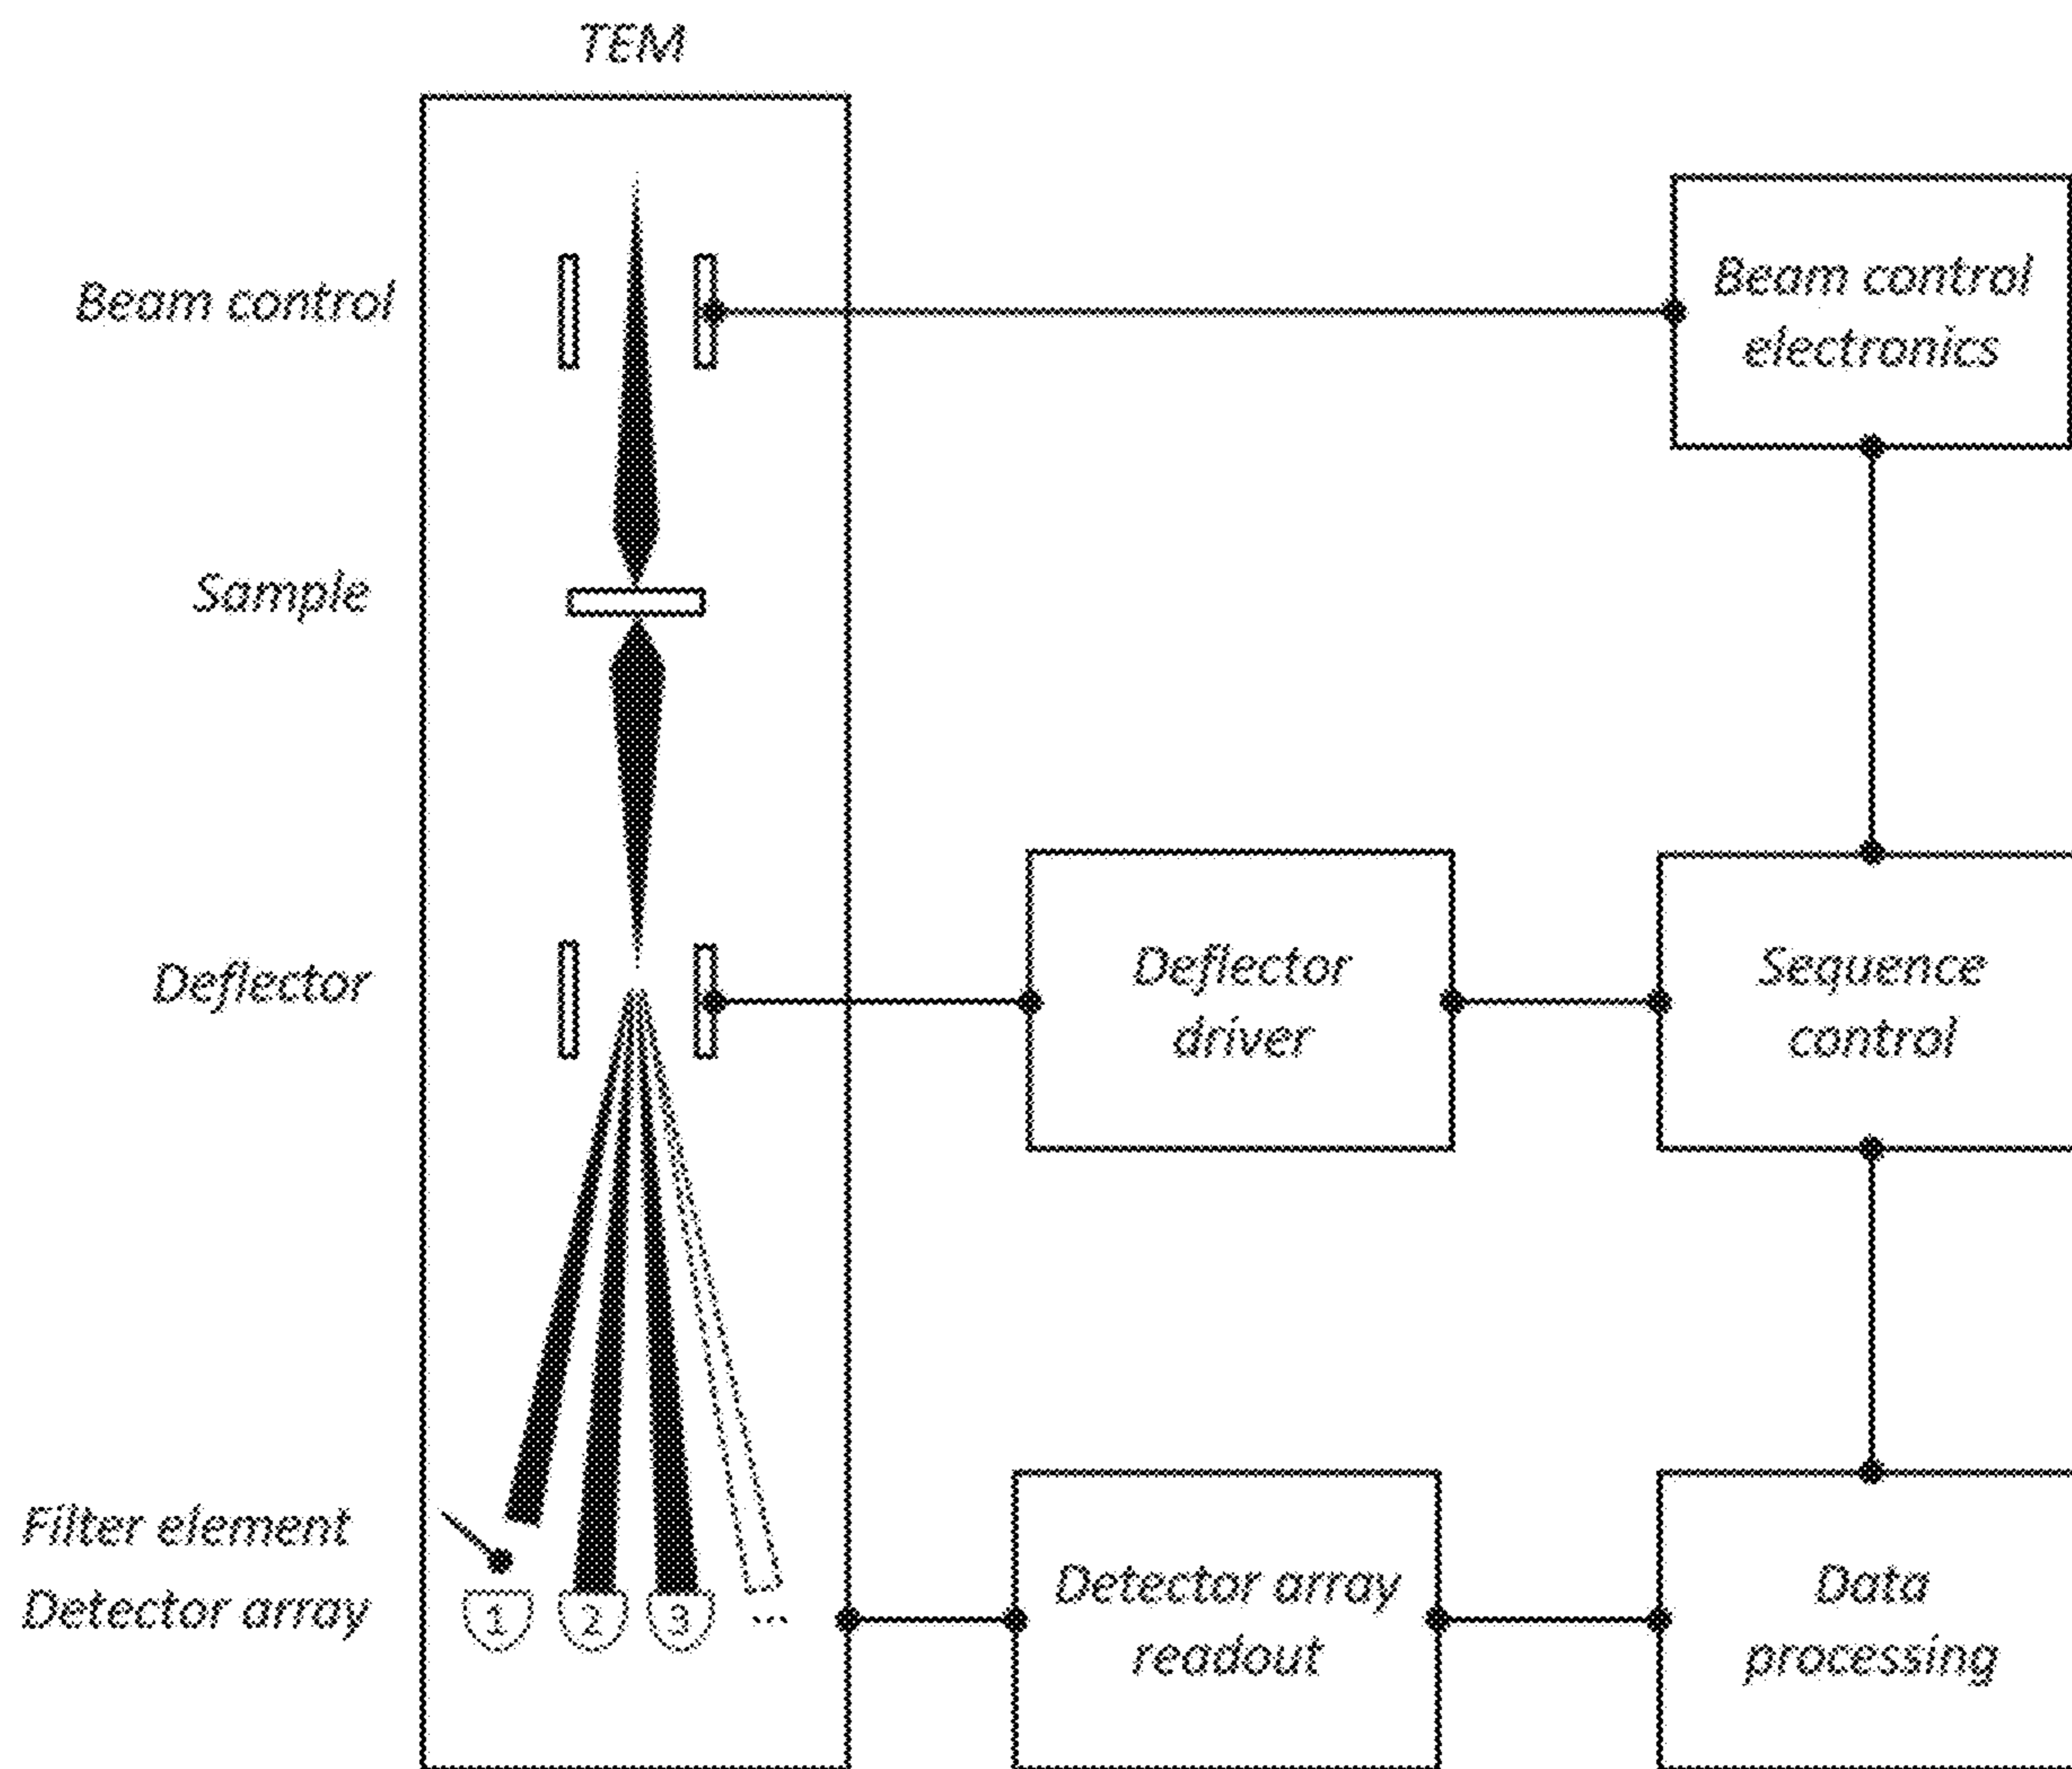 TEM
Beam control
Beam control
electronics
Sample
Deflector
Deflector
driver
Sequence
control
Filter element
Detector array
1 2 3 ...
Detector array
readout
Data
processing